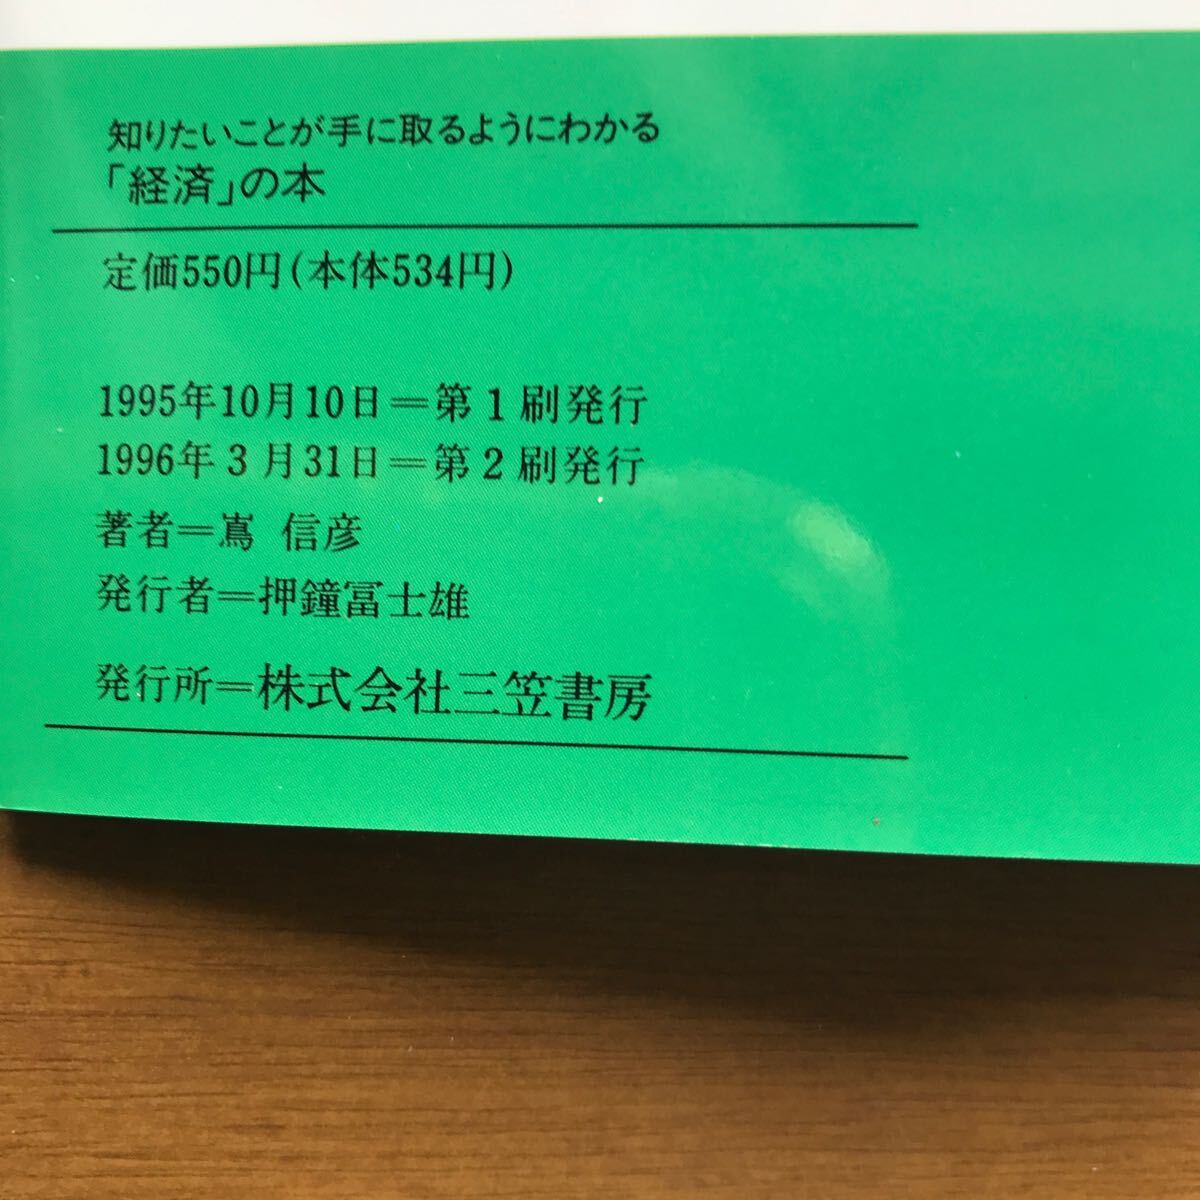 知りたいことが手に取るようにわかる
「経済」の本
定価550円(本体534円)
1995年10月10日＝第1刷発行
1996年3月31日＝第2刷発行
著者＝嶌 信彦
発行者＝押鐘冨士雄
発行所＝株式会社三笠書房